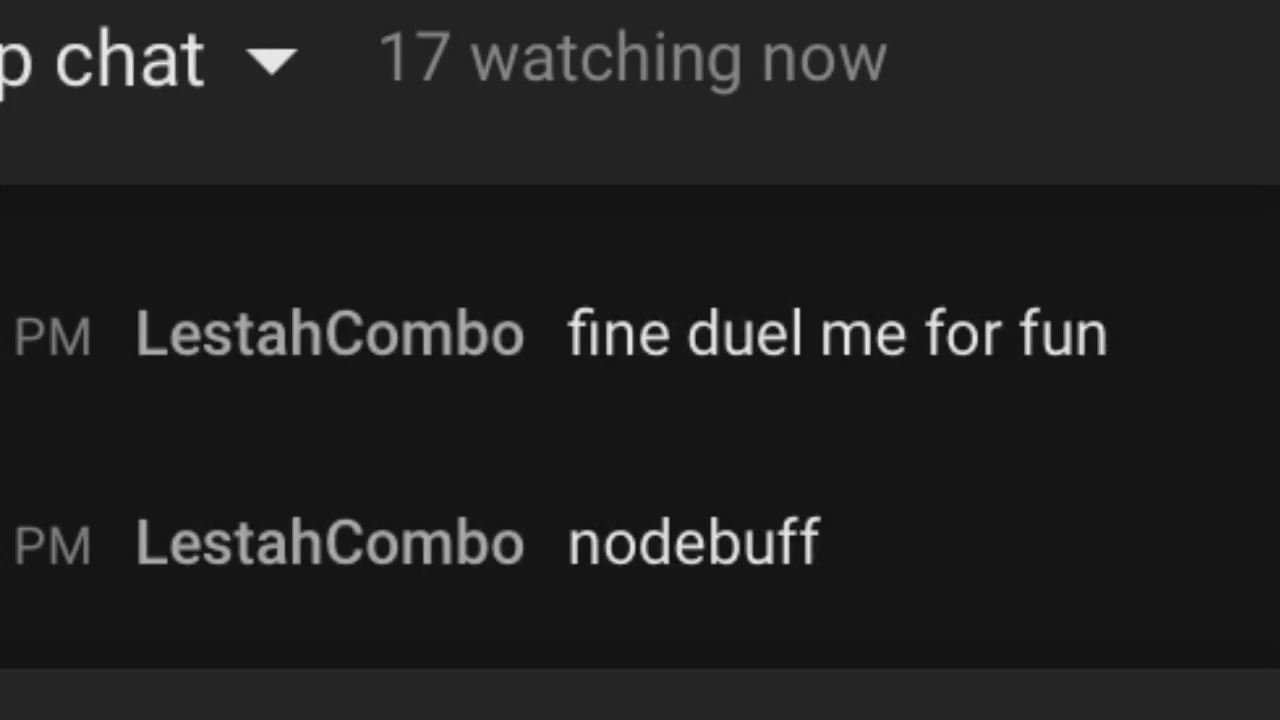 p chat 17 watching now
PM LestahCombo fine duel me for fun
PM LestahCombo nodebuff